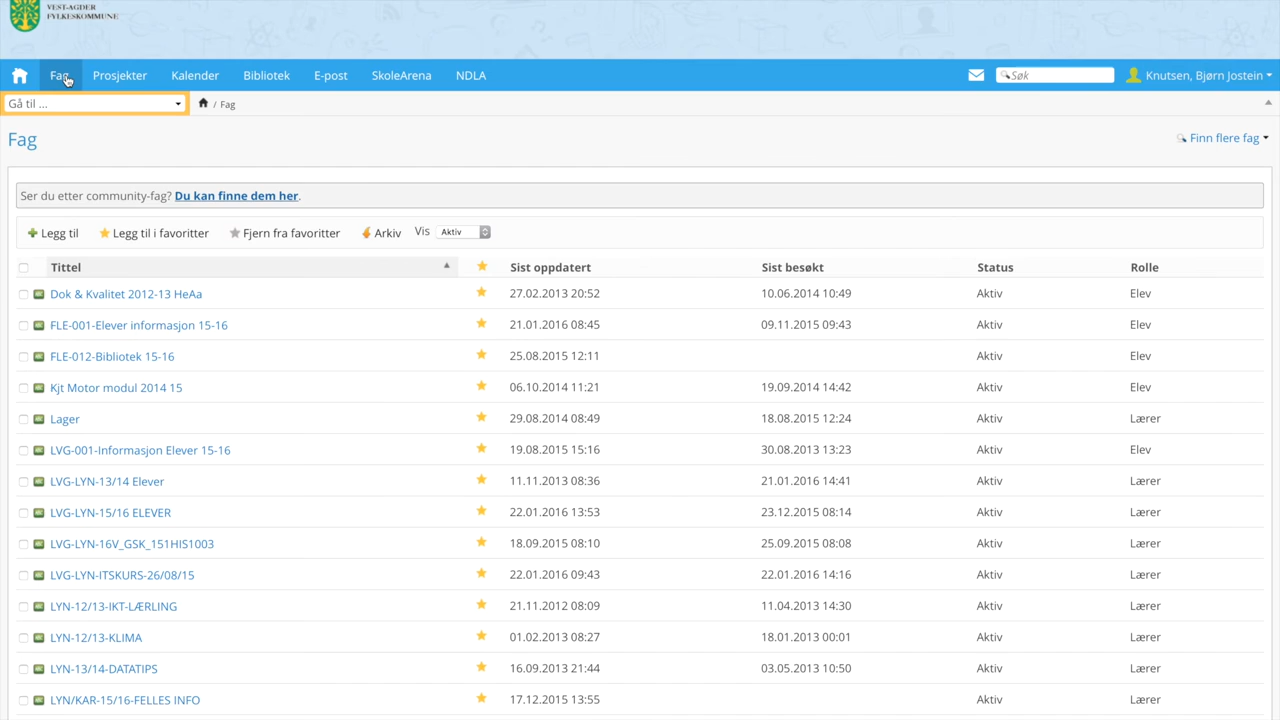 VEST-AGDER
FYLKESKOMMUNE
Fag Prosjekter Kalender Bibliotek E-post SkoleArena NDLA Søk Knutsen, Bjørn Jostein
Gå til ... / Fag
Fag Finn flere fag
Ser du etter community-fag? Du kan finne dem her.
Legg til Legg til i favoritter Fjern fra favoritter Arkiv Vis Aktiv
Tittel Sist oppdatert Sist besøkt Status Rolle
Dok & Kvalitet 2012-13 HeAa 27.02.2013 20:52 10.06.2014 10:49 Aktiv Elev
FLE-001-Elever informasjon 15-16 21.01.2016 08:45 09.11.2015 09:43 Aktiv Elev
FLE-012-Bibliotek 15-16 25.08.2015 12:11 Aktiv Elev
Kjt Motor modul 2014 15 06.10.2014 11:21 19.09.2014 14:42 Aktiv Elev
Lager 29.08.2014 08:49 18.08.2015 12:24 Aktiv Lærer
LVG-001-Informasjon Elever 15-16 19.08.2015 15:16 30.08.2013 13:23 Aktiv Elev
LVG-LYN-13/14 Elever 11.11.2013 08:36 21.01.2016 14:41 Aktiv Lærer
LVG-LYN-15/16 ELEVER 22.01.2016 13:53 23.12.2015 08:14 Aktiv Lærer
LVG-LYN-16V_GSK_151HIS1003 18.09.2015 08:10 25.09.2015 08:08 Aktiv Lærer
LVG-LYN-ITSKURS-26/08/15 22.01.2016 09:43 22.01.2016 14:16 Aktiv Lærer
LYN-12/13-IKT-LÆRLING 21.11.2012 08:09 11.04.2013 14:30 Aktiv Lærer
LYN-12/13-KLIMA 01.02.2013 08:27 18.01.2013 00:01 Aktiv Lærer
LYN-13/14-DATATIPS 16.09.2013 21:44 03.05.2013 10:50 Aktiv Lærer
LYN/KAR-15/16-FELLES INFO 17.12.2015 13:55 Aktiv Lærer